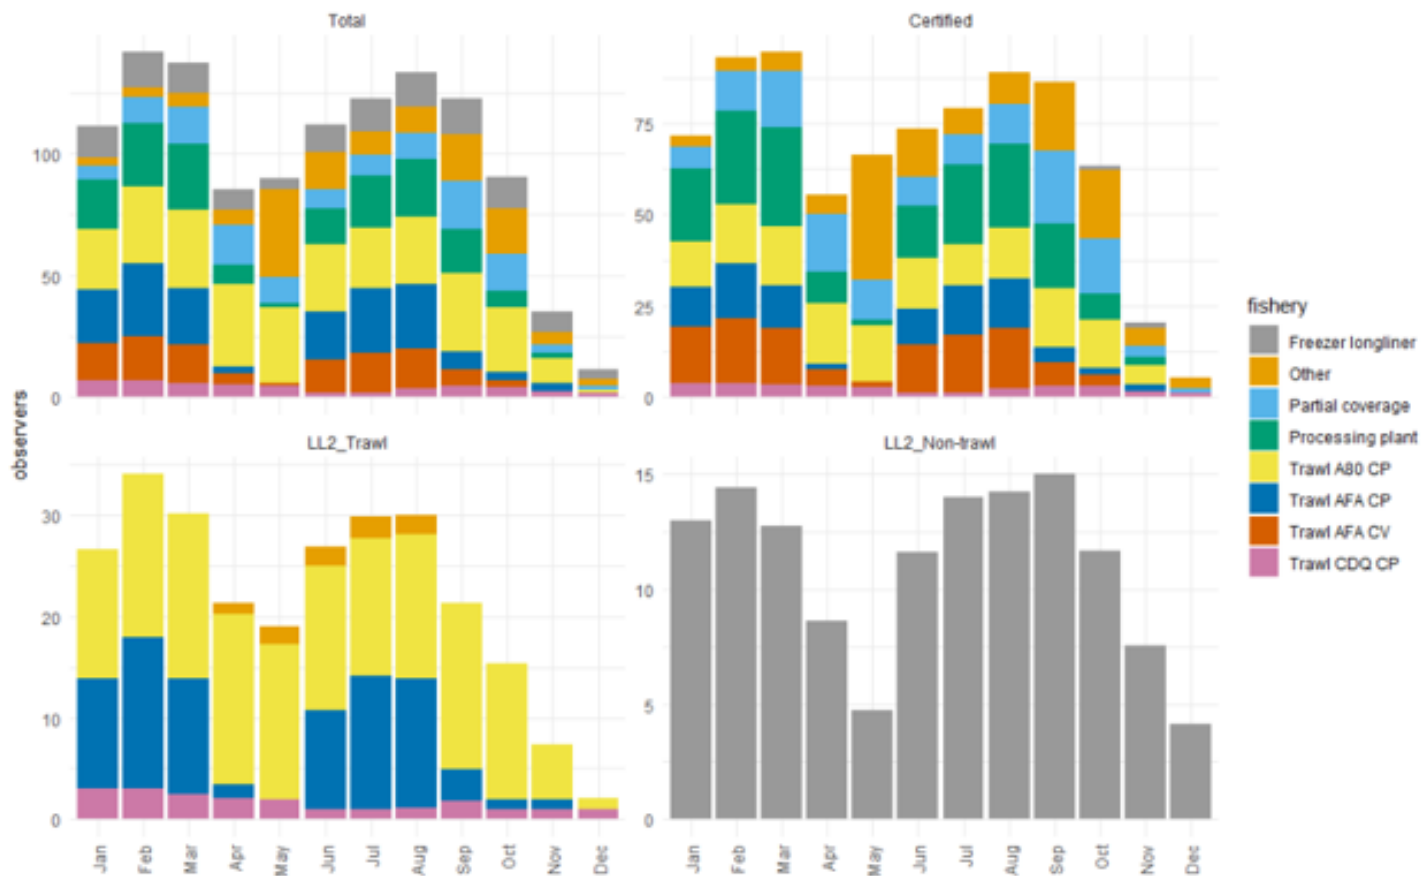 Total
Certified
100
50
0
75
50
25
0
observers
LL2_Trawl
LL2_Non-trawl
30
20
10
0
15
10
5
0
Jan Feb Mar Apr May Jun Jul Aug Sep Oct Nov Dec
Jan Feb Mar Apr May Jun Jul Aug Sep Oct Nov Dec
fishery
Freezer longliner
Other
Partial coverage
Processing plant
Trawl A80 CP
Trawl AFA CP
Trawl AFA CV
Trawl CDQ CP